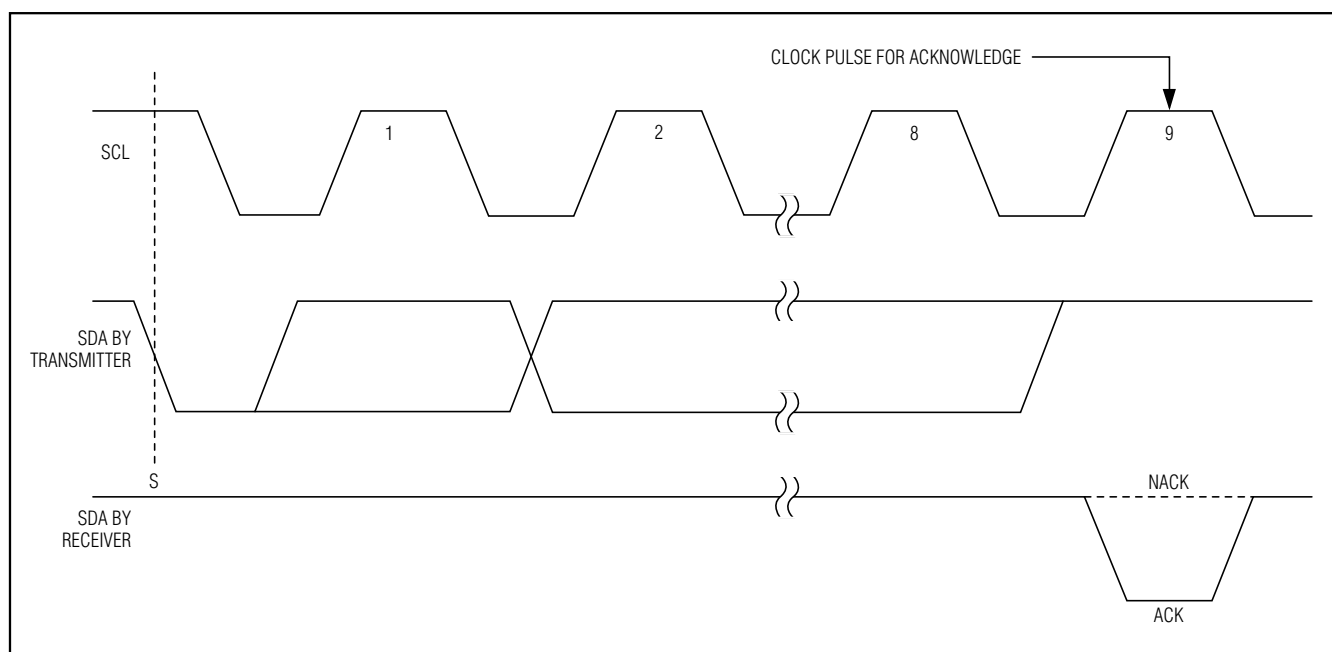 CLOCK PULSE FOR ACKNOWLEDGE
SCL
1
2
8
9
SDA BY
TRANSMITTER
S
SDA BY
RECEIVER
NACK
ACK